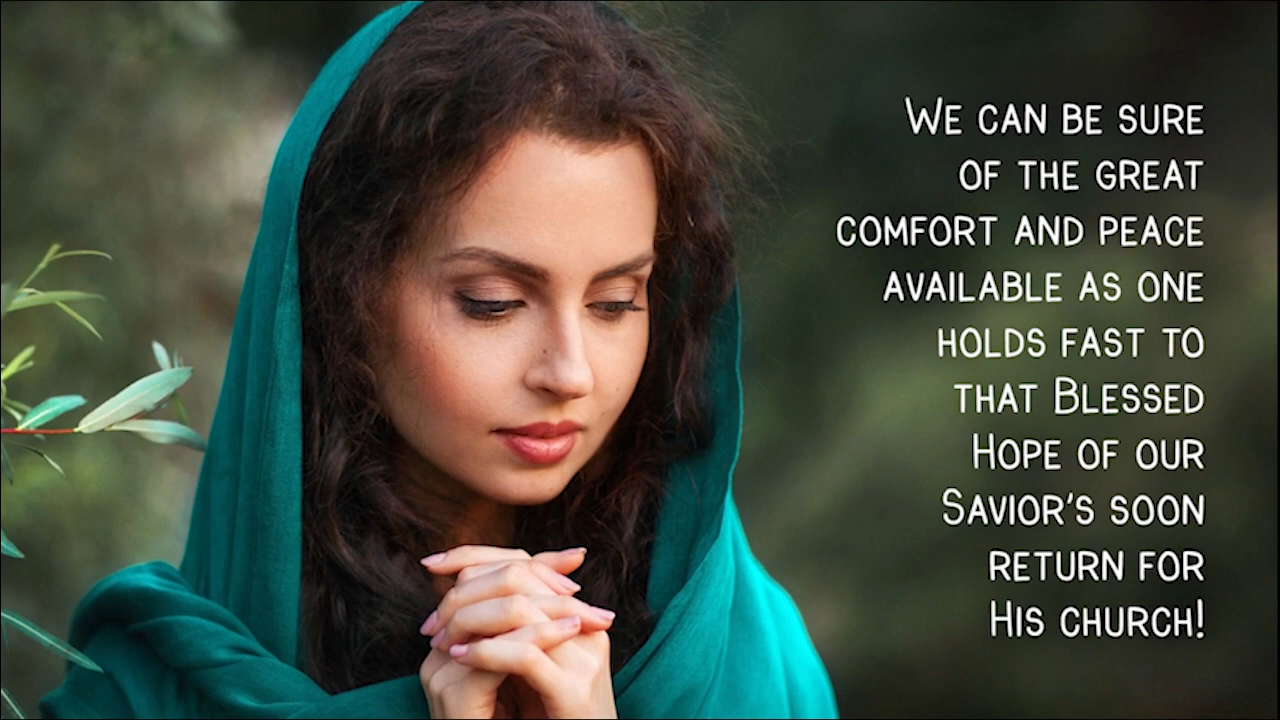 We can be sure
of the great
comfort and peace
available as one
holds fast to
that Blessed
Hope of our
Savior's soon
return for
His church!